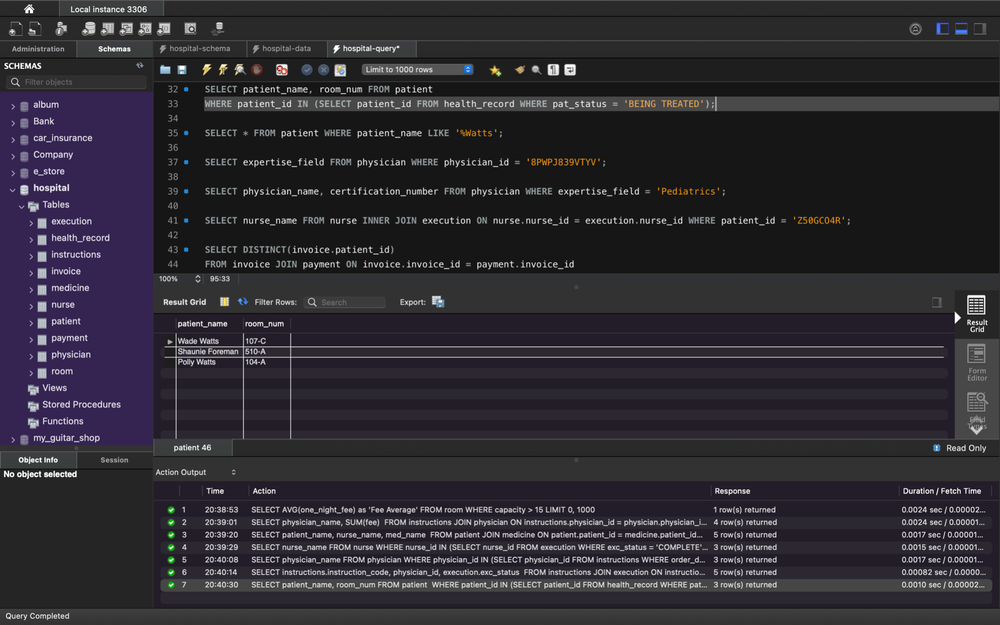 Local instance 3306
Administration
Schemas
hospital-schema
hospital-data
hospital-query*
SCHEMAS
Filter objects
Limit to 1000 rows
album
Bank
car_insurance
Company
e_store
hospital
Tables
execution
health_record
instructions
invoice
medicine
nurse
patient
payment
physician
room
Views
Stored Procedures
Functions
my_guitar_shop
32 SELECT patient_name, room_num FROM patient
33 WHERE patient_id IN (SELECT patient_id FROM health_record WHERE pat_status = 'BEING TREATED');
34
35 SELECT * FROM patient WHERE patient_name LIKE '%Watts';
36
37 SELECT expertise_field FROM physician WHERE physician_id = '8PWPJ839VTYV';
38
39 SELECT physician_name, certification_number FROM physician WHERE expertise_field = 'Pediatrics';
40
41 SELECT nurse_name FROM nurse INNER JOIN execution ON nurse.nurse_id = execution.nurse_id WHERE patient_id = 'Z50GCO4R';
42
43 SELECT DISTINCT(invoice.patient_id)
44 FROM invoice JOIN payment ON invoice.invoice_id = payment.invoice_id
100% 95:33
Result Grid Filter Rows: Search Export:
patient_name room_num
Wade Watts 107-C
Shaunie Foreman 510-A
Polly Watts 104-A
Result
Grid
Form
Editor
Field
Types
patient 46
Read Only
Object Info
Session
No object selected
Action Output
Time Action Response Duration / Fetch Time
1 20:38:53 SELECT AVG(one_night_fee) as 'Fee Average' FROM room WHERE capacity > 15 LIMIT 0, 1000 1 row(s) returned 0.0024 sec / 0.00002...
2 20:39:01 SELECT physician_name, SUM(fee) FROM instructions JOIN physician ON instructions.physician_id = physician.physician_i... 4 row(s) returned 0.0024 sec / 0.00001...
3 20:39:20 SELECT patient_name, nurse_name, med_name FROM patient JOIN medicine ON patient.patient_id = medicine.patient_id... 5 row(s) returned 0.0017 sec / 0.00001...
4 20:39:29 SELECT nurse_name FROM nurse WHERE nurse_id IN (SELECT nurse_id FROM execution WHERE exc_status = 'COMPLETE'... 3 row(s) returned 0.0015 sec / 0.00001...
5 20:40:08 SELECT physician_name FROM physician WHERE physician_id IN (SELECT physician_id FROM instructions WHERE order_d... 3 row(s) returned 0.0017 sec / 0.00001...
6 20:40:14 SELECT instructions.instruction_code, physician_id, execution.exc_status FROM instructions JOIN execution ON instructio... 5 row(s) returned 0.00082 sec / 0.0000...
7 20:40:30 SELECT patient_name, room_num FROM patient WHERE patient_id IN (SELECT patient_id FROM health_record WHERE pat... 3 row(s) returned 0.0010 sec / 0.00002...
Query Completed